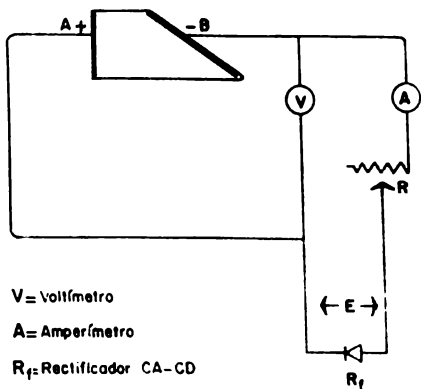 A+
-B
V
A
R
E
Rf
V= Voltímetro
A= Amperímetro
Rf= Rectificador CA-CD